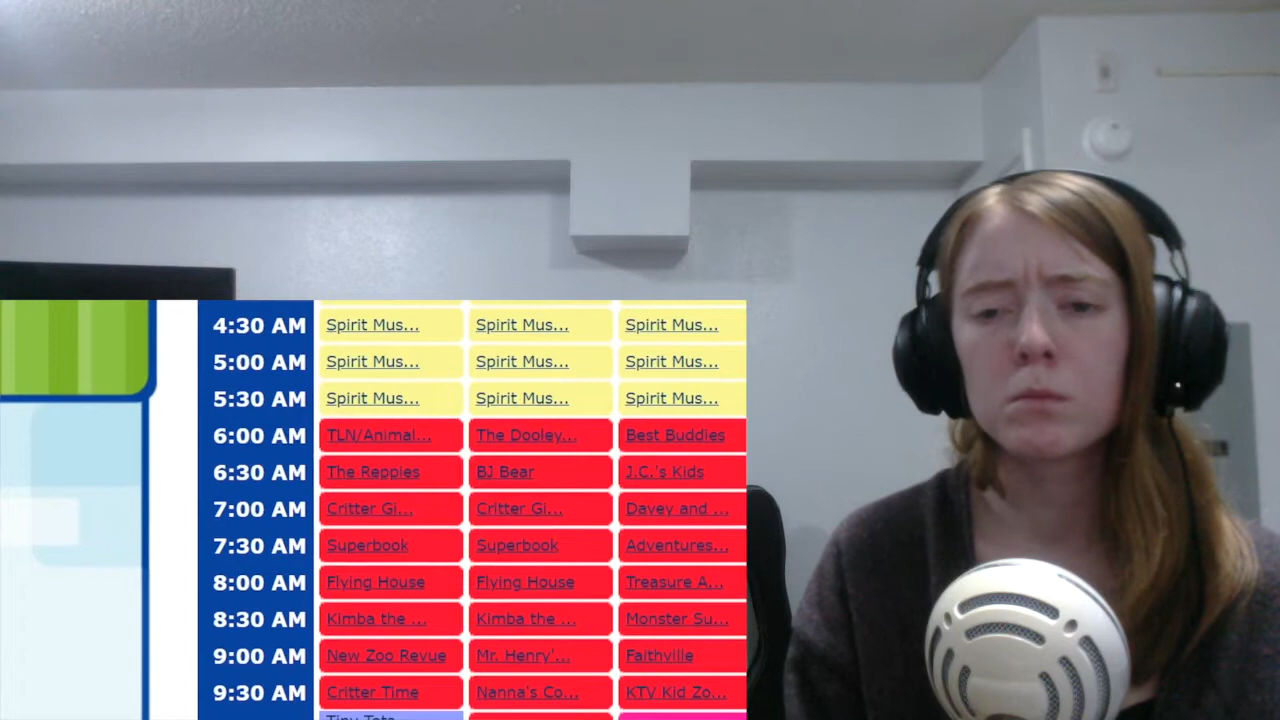 4:30 AM Spirit Mus... Spirit Mus... Spirit Mus...
5:00 AM Spirit Mus... Spirit Mus... Spirit Mus...
5:30 AM Spirit Mus... Spirit Mus... Spirit Mus...
6:00 AM TLN/Animal... The Dooley... Best Buddies
6:30 AM The Reppies BJ Bear J.C.'s Kids
7:00 AM Critter Gi... Critter Gi... Davey and ...
7:30 AM Superbook Superbook Adventures...
8:00 AM Flying House Flying House Treasure A...
8:30 AM Kimba the ... Kimba the ... Monster Su...
9:00 AM New Zoo Revue Mr. Henry'... Faithville
9:30 AM Critter Time Nanna's Co... KTV Kid Zo...
Tiny Tots